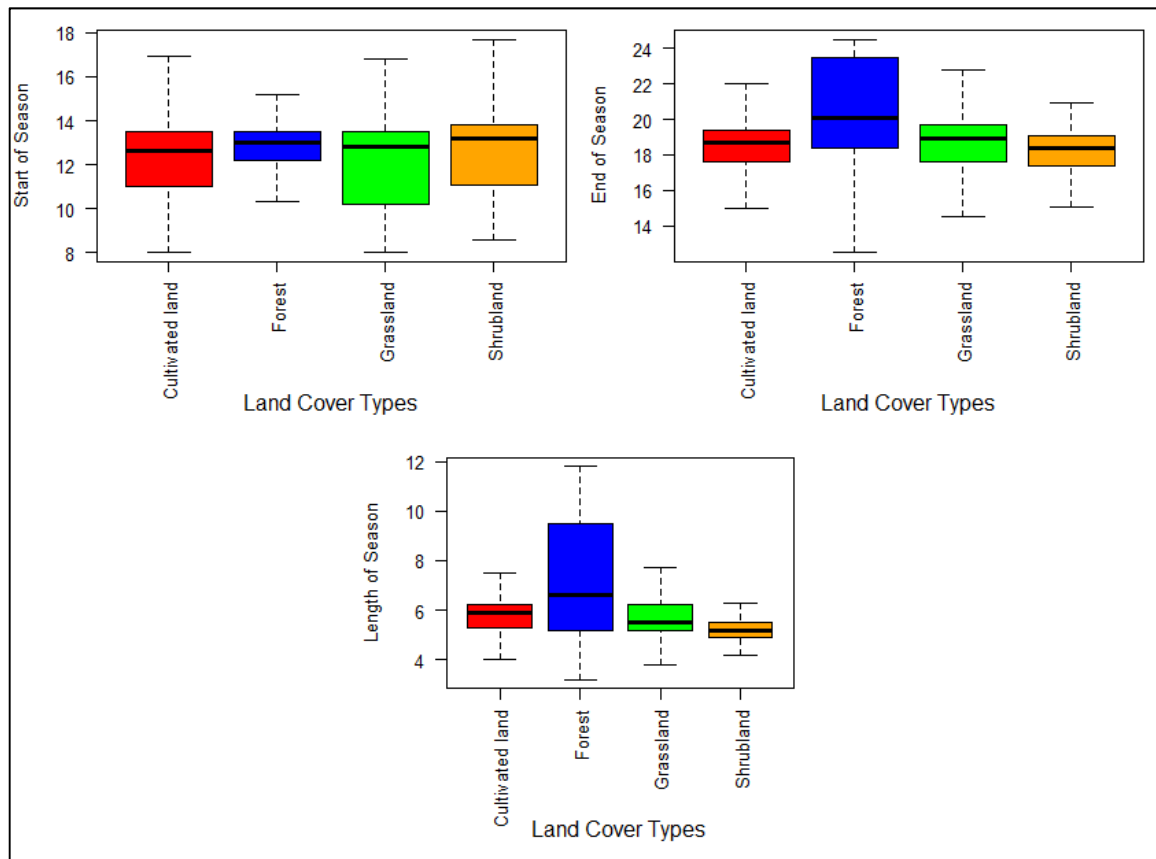 Start of Season
18
16
14
12
10
8
Cultivated land
Forest
Grassland
Shrubland
Land Cover Types
End of Season
24
22
20
18
16
14
Cultivated land
Forest
Grassland
Shrubland
Land Cover Types
Length of Season
12
10
8
6
4
Cultivated land
Forest
Grassland
Shrubland
Land Cover Types